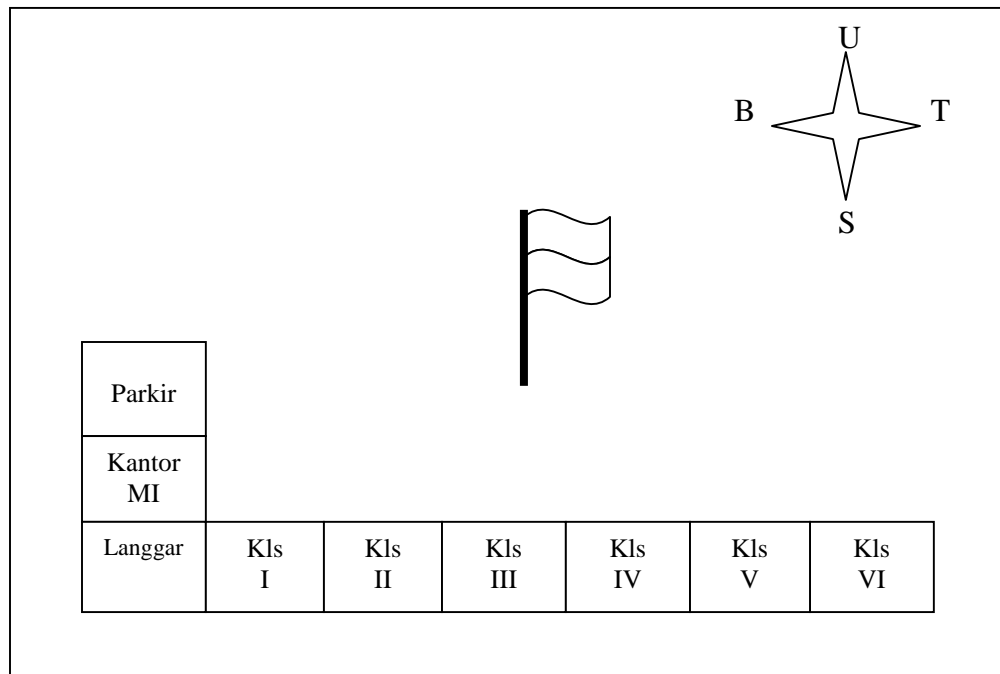 U
B
T
S
Parkir
Kantor
MI
Langgar
Kls
I
Kls
II
Kls
III
Kls
IV
Kls
V
Kls
VI